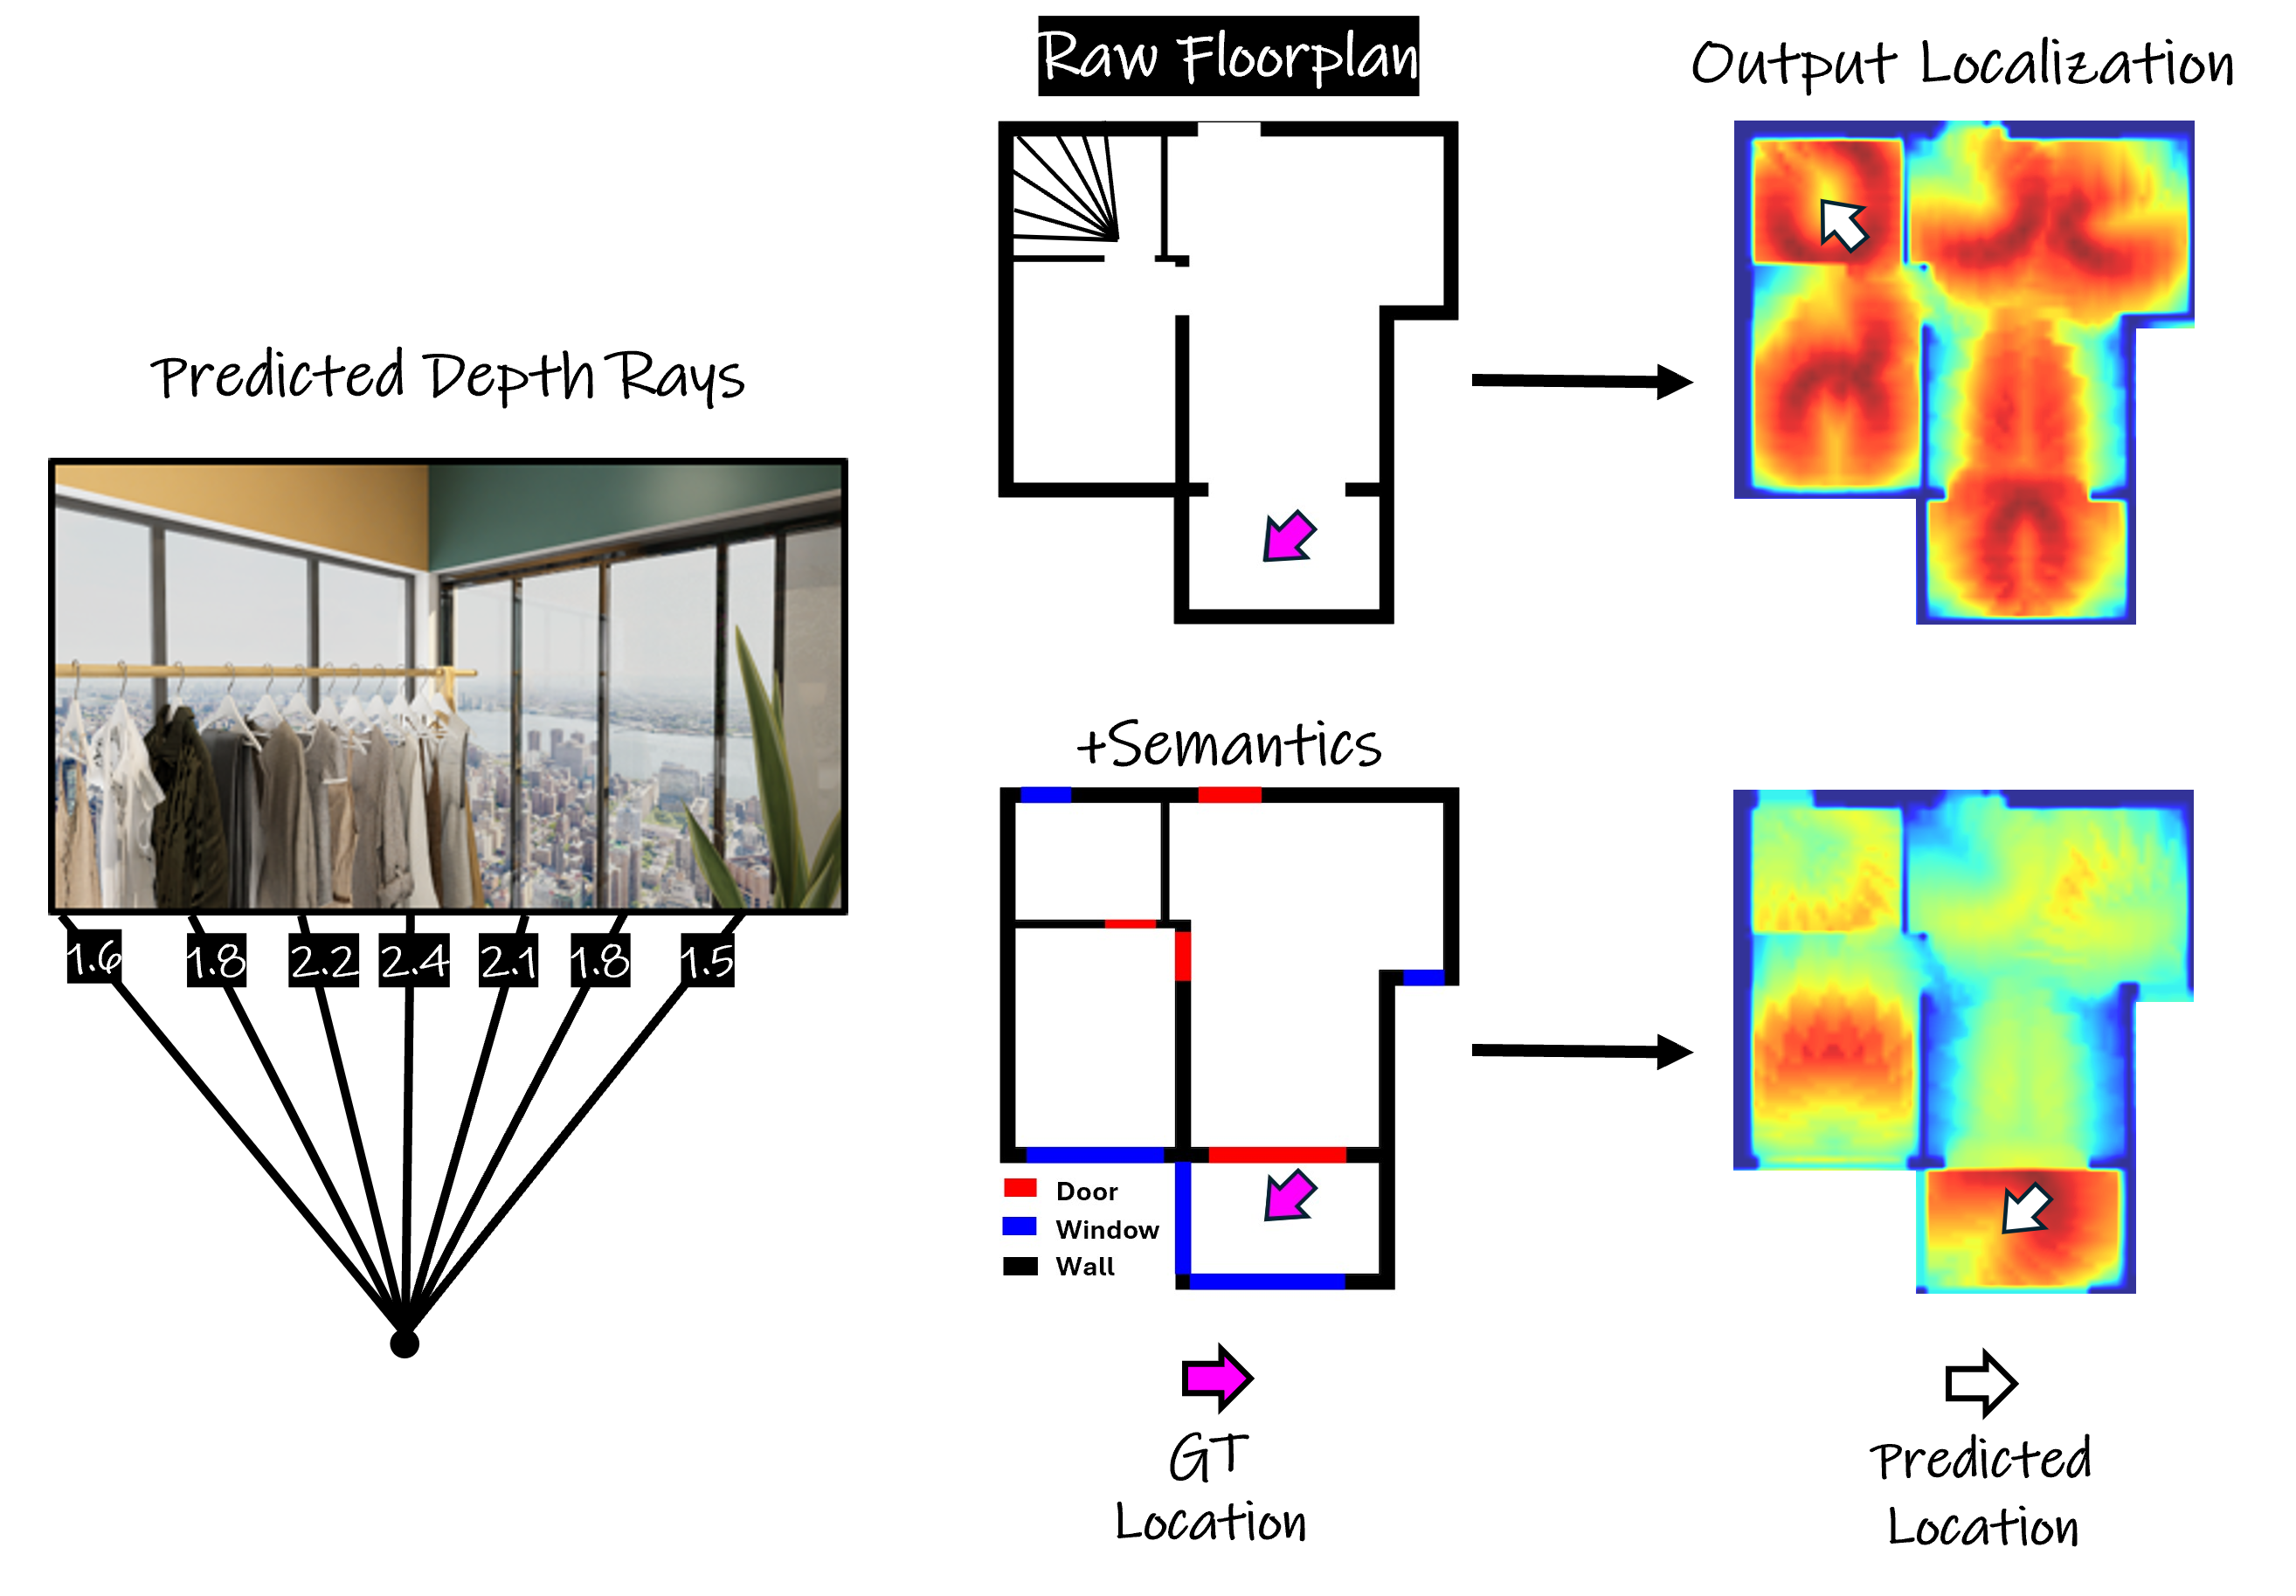 Raw Floorplan
Output Localization
Predicted Depth Rays
1.6 1.8 2.2 2.4 2.1 1.8 1.5
+Semantics
Door
Window
Wall
GT
Location
Predicted
Location